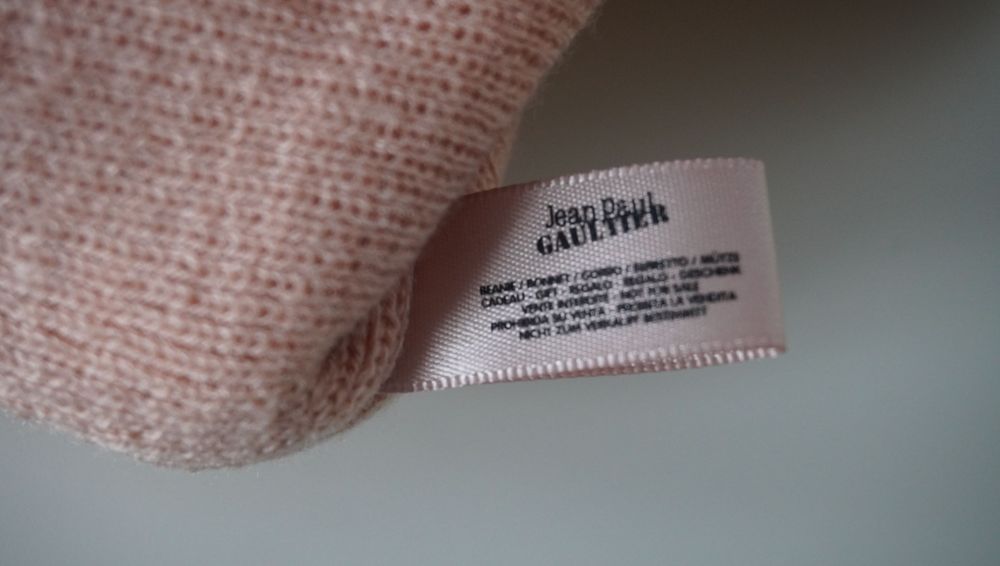 Jean Paul
GAULTIER
BEANIE / BONNET / GORRO / BERRETTO / MÜTZE
CADEAU - GIFT - REGALO - REGALO - GESCHENK
VENTE INTERDITE - NOT FOR SALE
PROHIBIDA SU VENTA - PROIBITA LA VENDITA
NICHT ZUM VERKAUF BESTIMMT